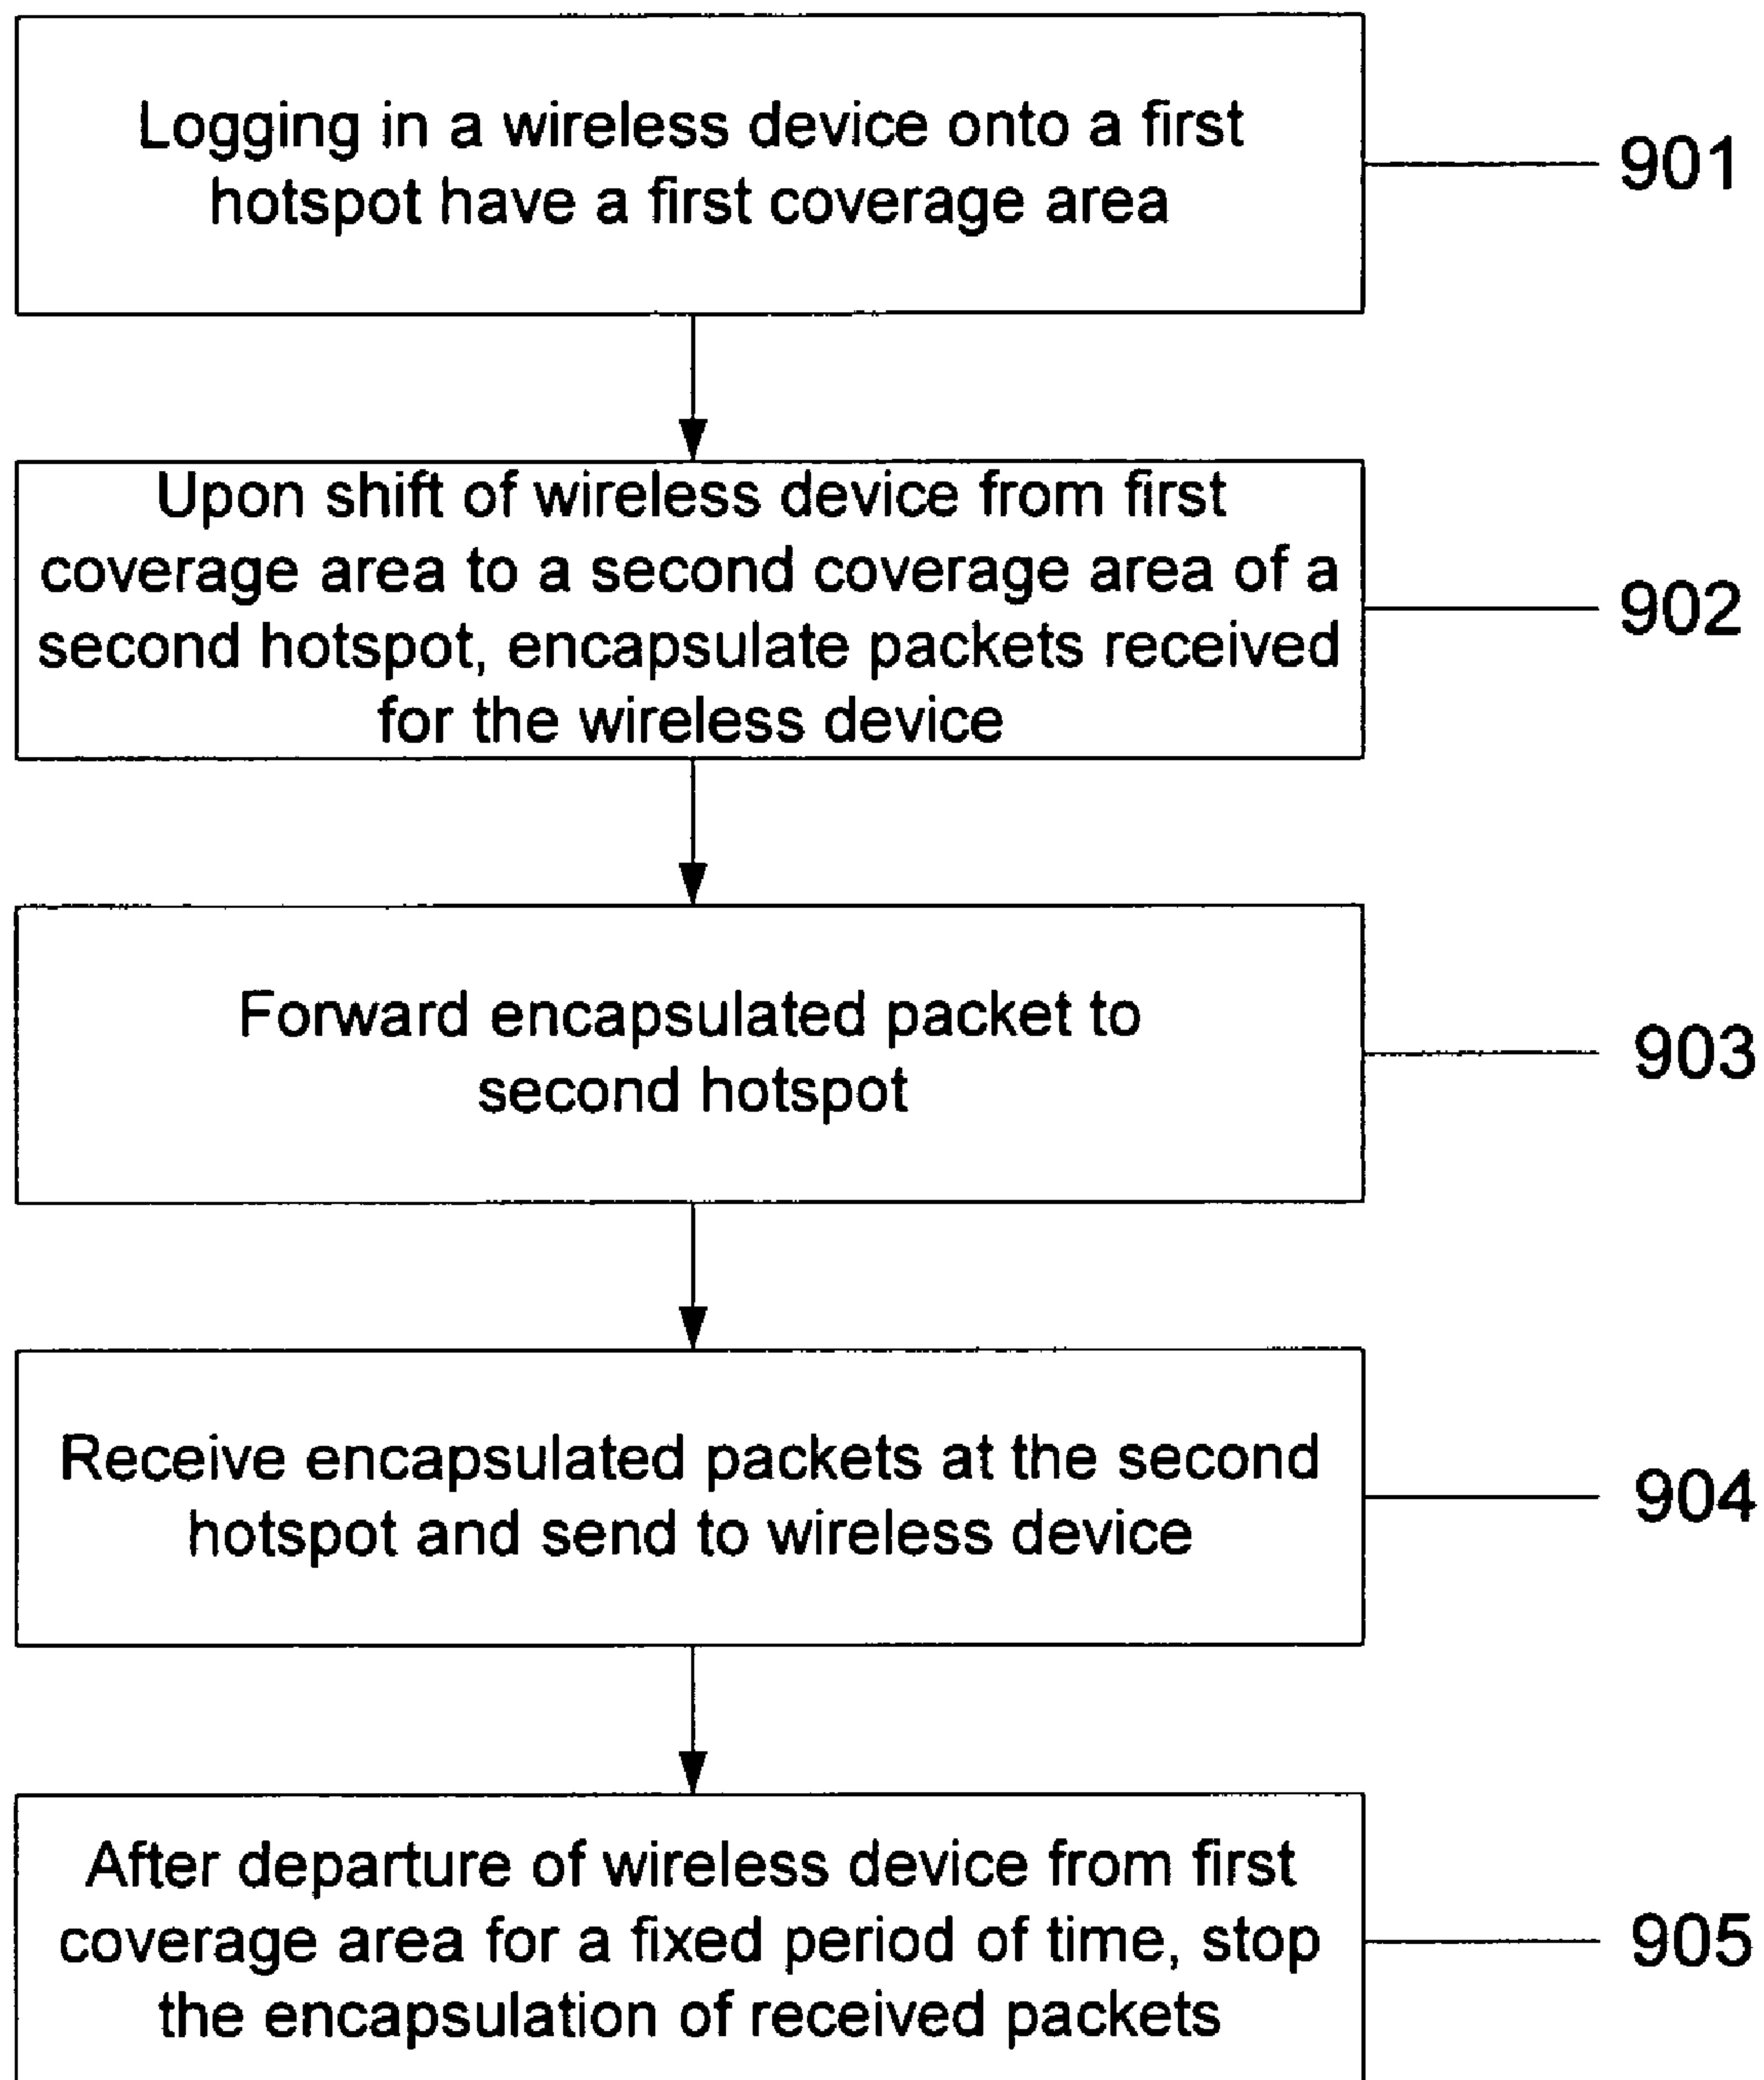 Logging in a wireless device onto a first
hotspot have a first coverage area
901
Upon shift of wireless device from first
coverage area to a second coverage area of a
second hotspot, encapsulate packets received
for the wireless device
902
Forward encapsulated packet to
second hotspot
903
Receive encapsulated packets at the second
hotspot and send to wireless device
904
After departure of wireless device from first
coverage area for a fixed period of time, stop
the encapsulation of received packets
905